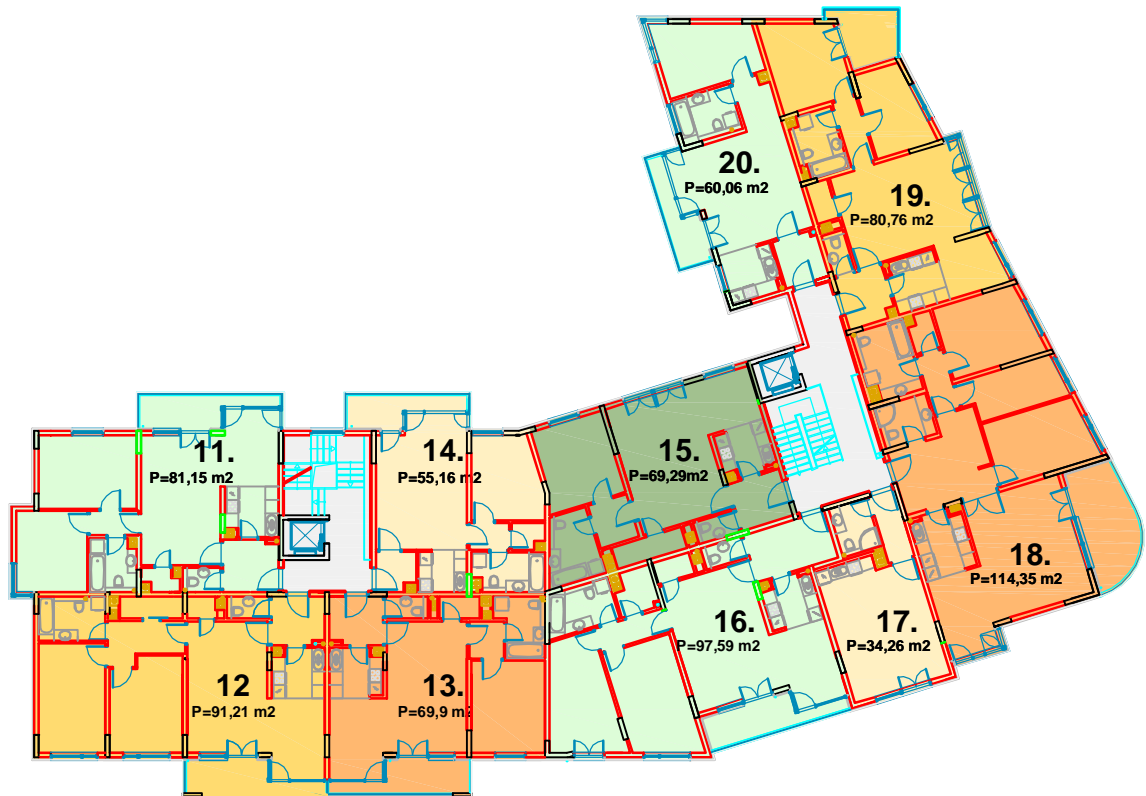 20.
P=60,06 m2
19.
P=80,76 m2
11.
P=81,15 m2
14.
P=55,16 m2
15.
P=69,29m2
18.
P=114,35 m2
16.
P=97,59 m2
17.
P=34,26 m2
12
P=91,21 m2
13.
P=69,9 m2